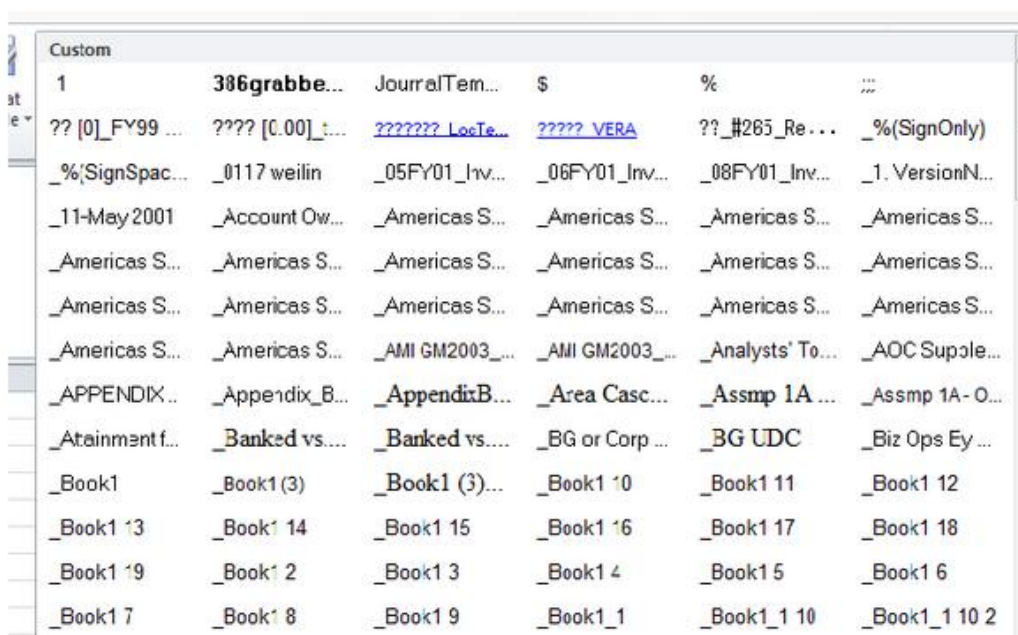 Custom
1 386grabbe... JourralTem... $ % ;;;
at
e ?? [0]_FY99 ... ???? [0.00]_t... ??????? LocTe... ????? VERA ??_#265_Re... _%(SignOnly)
_%(SignSpac... _0117 weilin _05FY01_Inv... _06FY01_Inv... _08FY01_Inv... _1. VersionN...
_11-May 2001 _Account Ow... _Americas S... _Americas S... _Americas S... _Americas S...
_Americas S... _Americas S... _Americas S... _Americas S... _Americas S... _Americas S...
_Americas S... _Americas S... _Americas S... _Americas S... _Americas S... _Americas S...
_Americas S... _Americas S... _AMI GM2003_... _AMI GM2003_... _Analysts' To... _AOC Supple...
_APPENDIX ... _Appendix_B... _AppendixB... _Area Casc... _Assmp 1A ... _Assmp 1A- O...
_Attainment f... _Banked vs.... _Banked vs.... _BG or Corp ... _BG UDC _Biz Ops Ey ...
_Book1 _Book1 (3) _Book1 (3)... _Book1 10 _Book1 11 _Book1 12
_Book1 13 _Book1 14 _Book1 15 _Book1 16 _Book1 17 _Book1 18
_Book1 19 _Book1 2 _Book1 3 _Book1 4 _Book1 5 _Book1 6
_Book1 7 _Book1 8 _Book1 9 _Book1_1 _Book1_1 10 _Book1_1 10 2